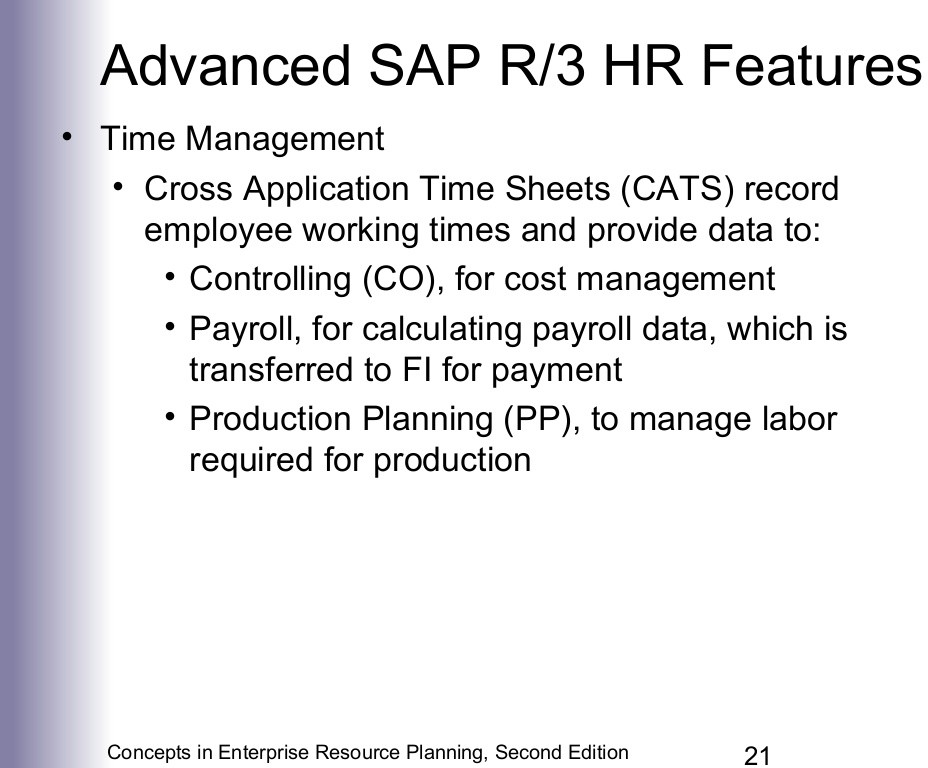 Advanced SAP R/3 HR Features
• Time Management
• Cross Application Time Sheets (CATS) record
employee working times and provide data to:
• Controlling (CO), for cost management
• Payroll, for calculating payroll data, which is
transferred to FI for payment
• Production Planning (PP), to manage labor
required for production
Concepts in Enterprise Resource Planning, Second Edition
21